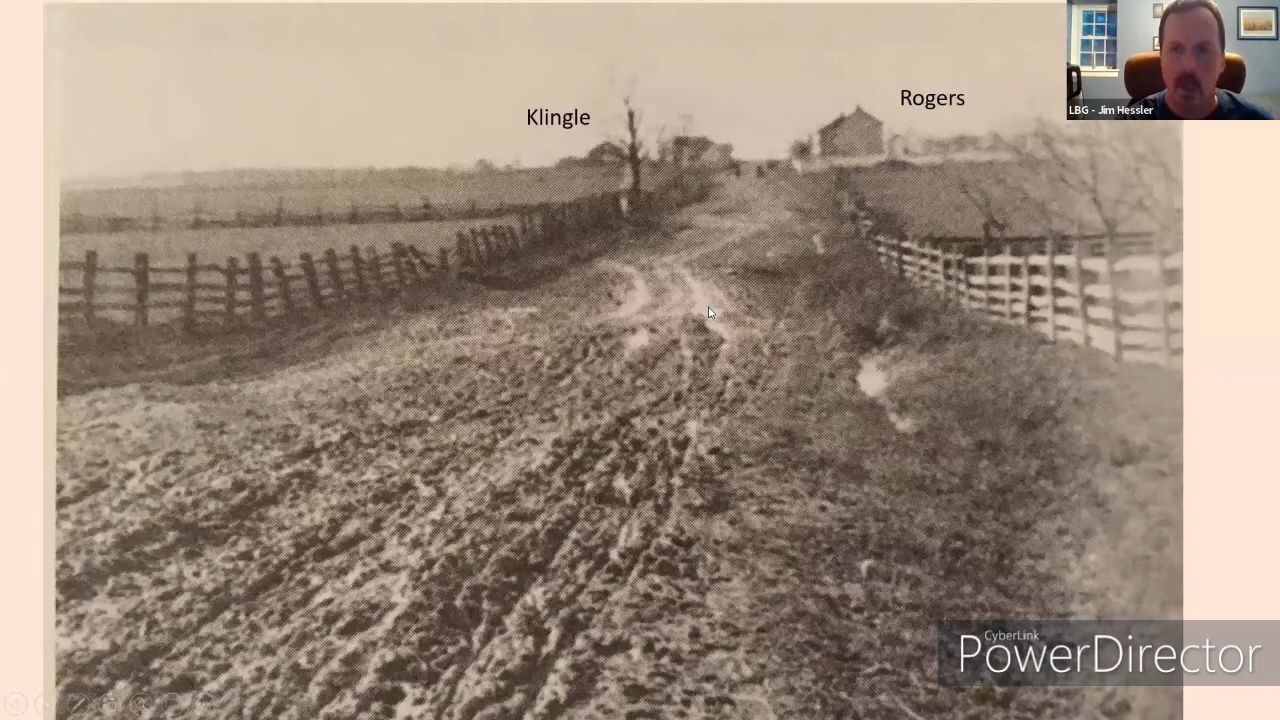 Klingle
Rogers
LBG - Jim Hessler
CyberLink
PowerDirector